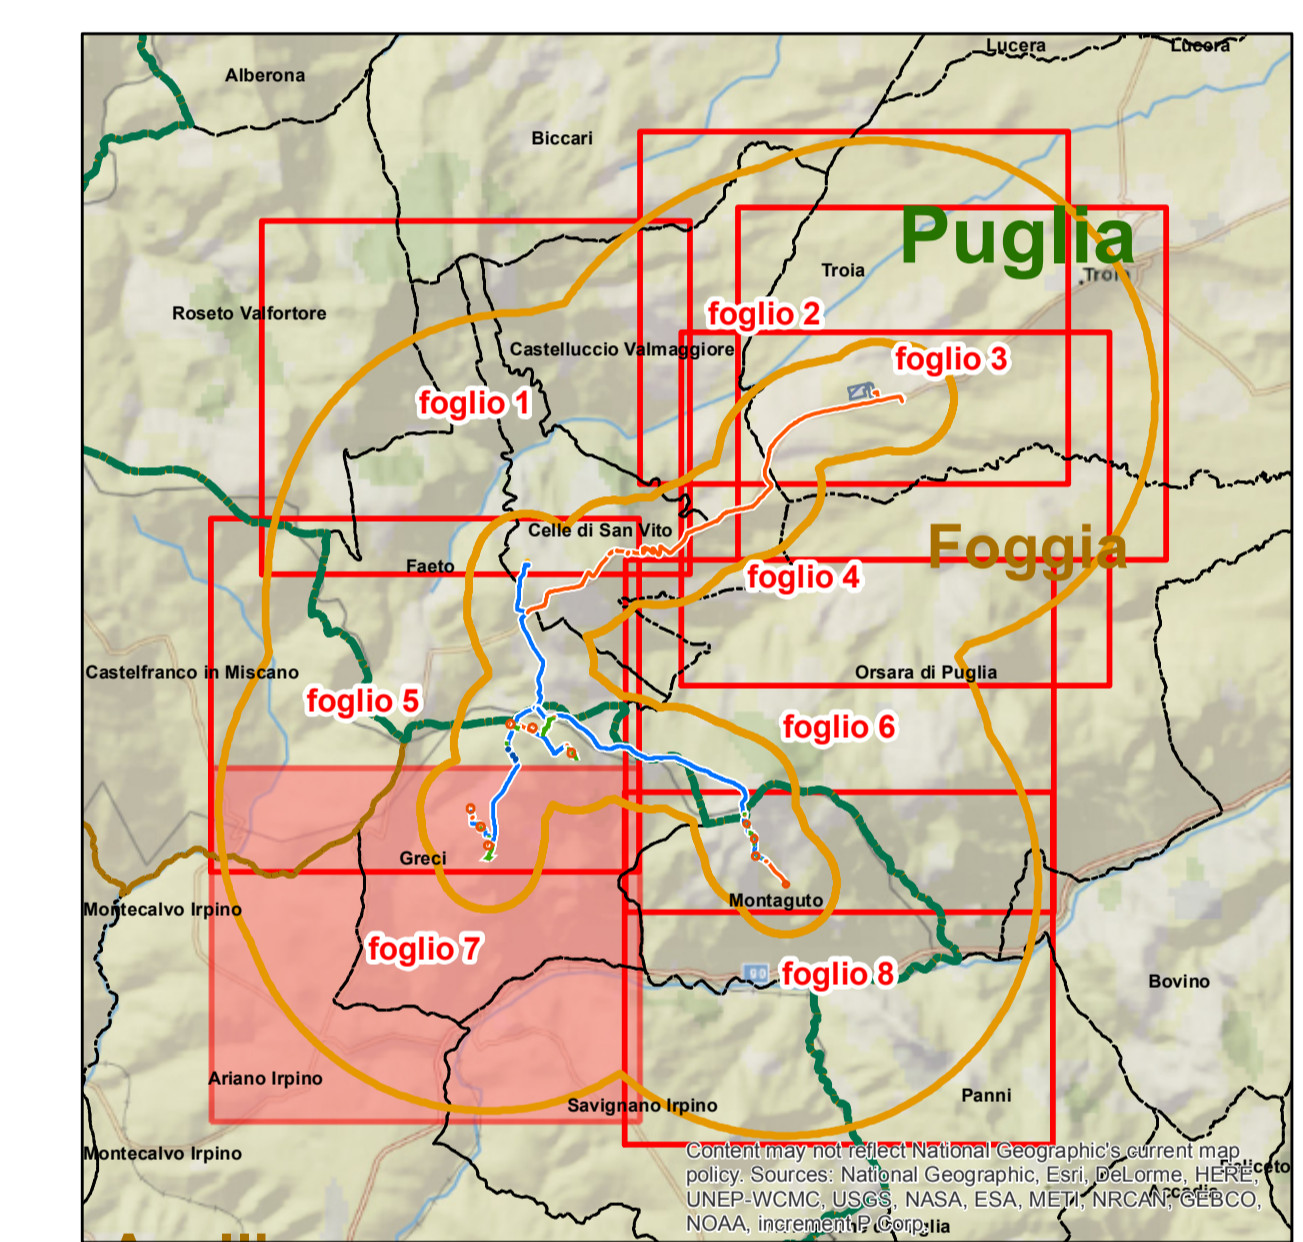 Lucera
Lucera
Alberona
Biccari
Puglia
Troia
Troia
Roseto Valfortore
foglio 2
Castelluccio Valmaggiore
foglio 3
foglio 1
Celle di San Vito
Foggia
Faeto
foglio 4
Castelfranco in Miscano
Orsara di Puglia
foglio 5
foglio 6
Greci
Montaguto
Montecalvo Irpino
foglio 7
90
foglio 8
Bovino
Ariano Irpino
Panni
Savignano Irpino
Montecalvo Irpino
Content may not reflect National Geographic's current map
policy. Sources: National Geographic, Esri, DeLorme, HERE,
UNEP-WCMC, USGS, NASA, ESA, METI, NRCAN, GEBCO,
NOAA, increment P Corp.